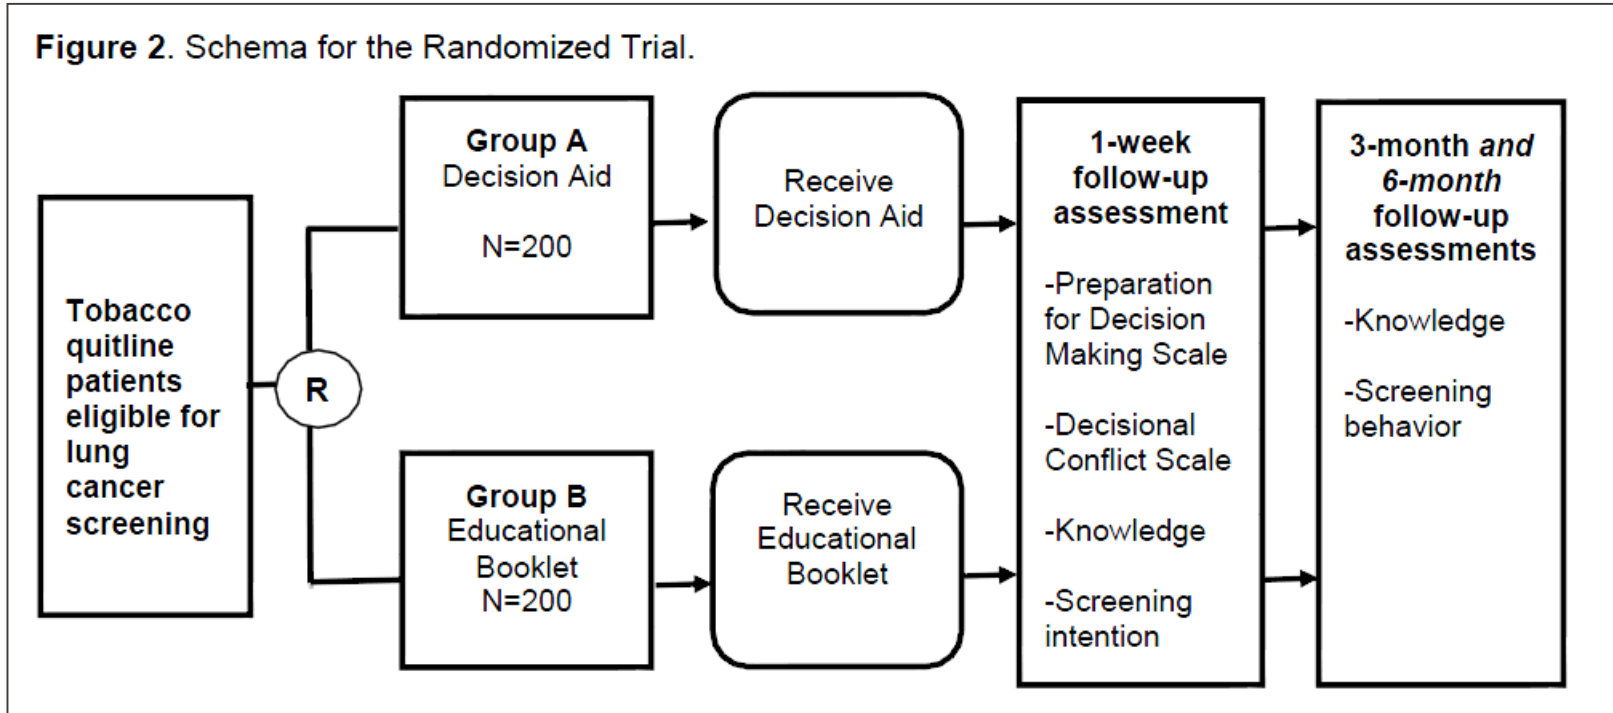 Figure 2. Schema for the Randomized Trial.
Tobacco
quitline
patients
eligible for
lung
cancer
screening
R
Group A
Decision Aid
N=200
Group B
Educational
Booklet
N=200
Receive
Decision Aid
Receive
Educational
Booklet
1-week
follow-up
assessment
-Preparation
for Decision
Making Scale
-Decisional
Conflict Scale
-Knowledge
-Screening
intention
3-month and
6-month
follow-up
assessments
-Knowledge
-Screening
behavior